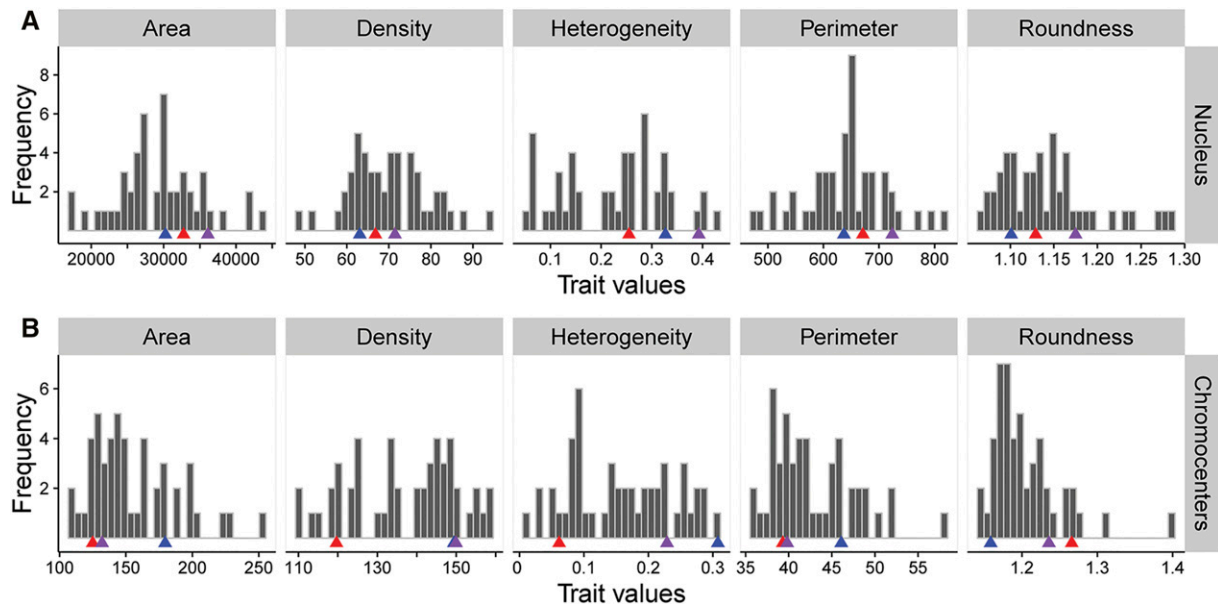 A
Area Density Heterogeneity Perimeter Roundness
Nucleus
Frequency
8
6
4
2
20000 30000 40000 50 60 70 80 90 0.1 0.2 0.3 0.4 500 600 700 800 1.10 1.15 1.20 1.25 1.30
Trait values
B
Area Density Heterogeneity Perimeter Roundness
Chromocenters
Frequency
6
4
2
100 150 200 250 110 130 150 0 0.1 0.2 0.3 35 40 45 50 55 1.2 1.3 1.4
Trait values